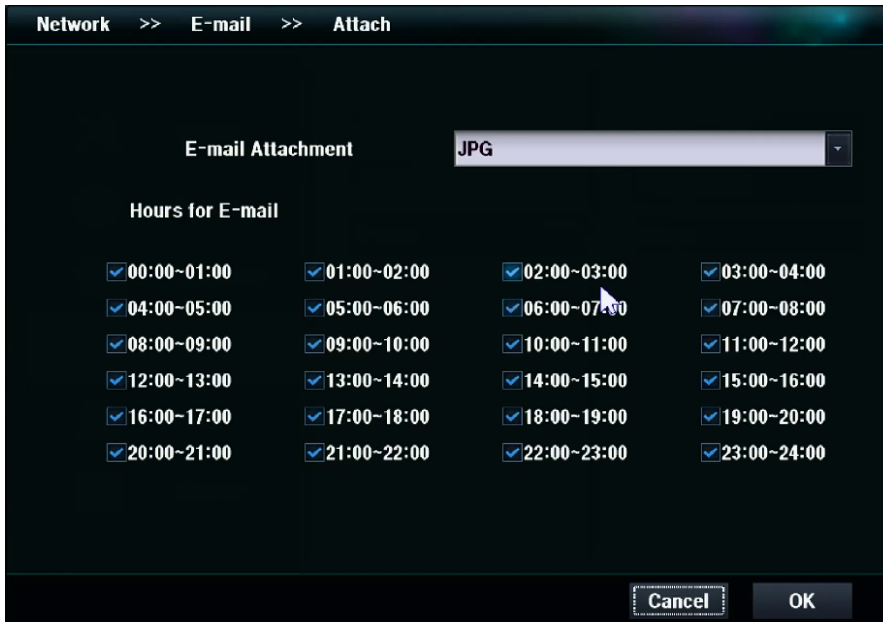 Network >> E-mail >> Attach
E-mail Attachment JPG
Hours for E-mail
00:00~01:00 01:00~02:00 02:00~03:00 03:00~04:00
04:00~05:00 05:00~06:00 06:00~07:00 07:00~08:00
08:00~09:00 09:00~10:00 10:00~11:00 11:00~12:00
12:00~13:00 13:00~14:00 14:00~15:00 15:00~16:00
16:00~17:00 17:00~18:00 18:00~19:00 19:00~20:00
20:00~21:00 21:00~22:00 22:00~23:00 23:00~24:00
Cancel OK